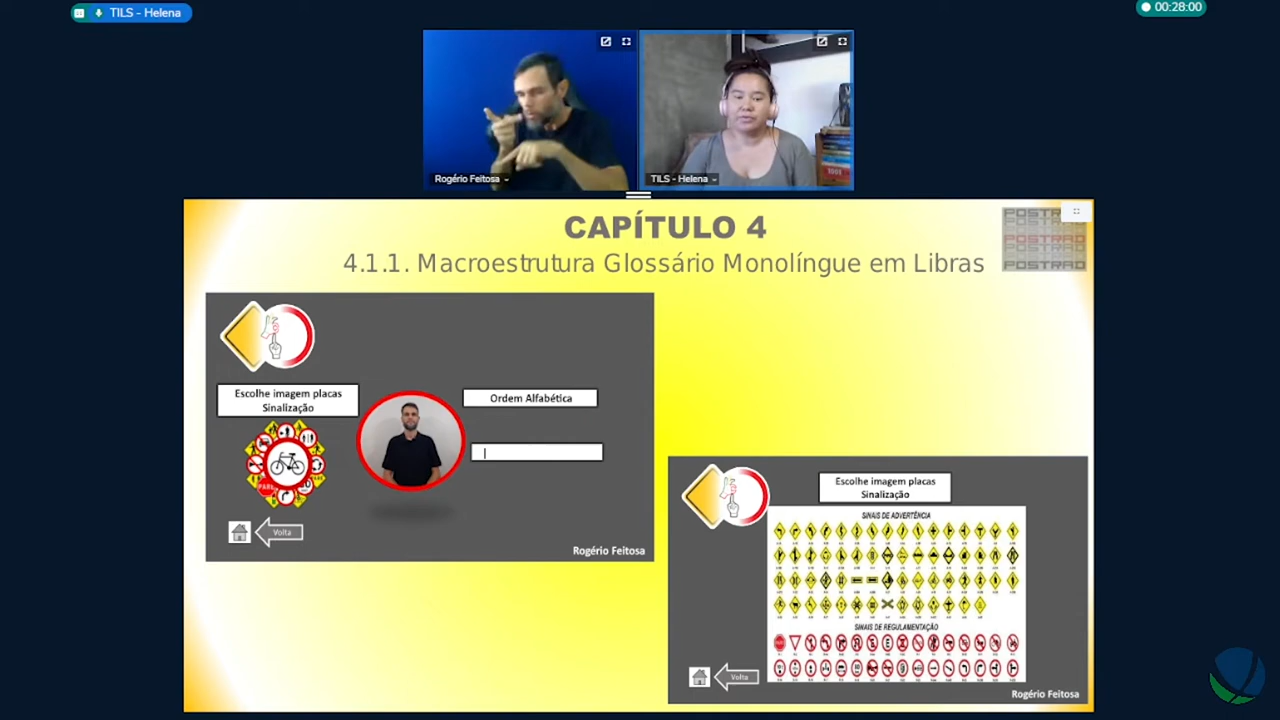 TILS - Helena
00:28:00
Rogério Feitosa
TILS - Helena
CAPÍTULO 4
4.1.1. Macroestrutura Glossário Monolíngue em Libras
POSTRAD
POSTRAD
Escolhe imagem placas
Sinalização
Ordem Alfabética
PARE
Volta
Rogério Feitosa
Escolhe imagem placas
Sinalização
SINAIS DE ADVERTÊNCIA
SINAIS DE REGULAMENTAÇÃO
Volta
Rogério Feitosa